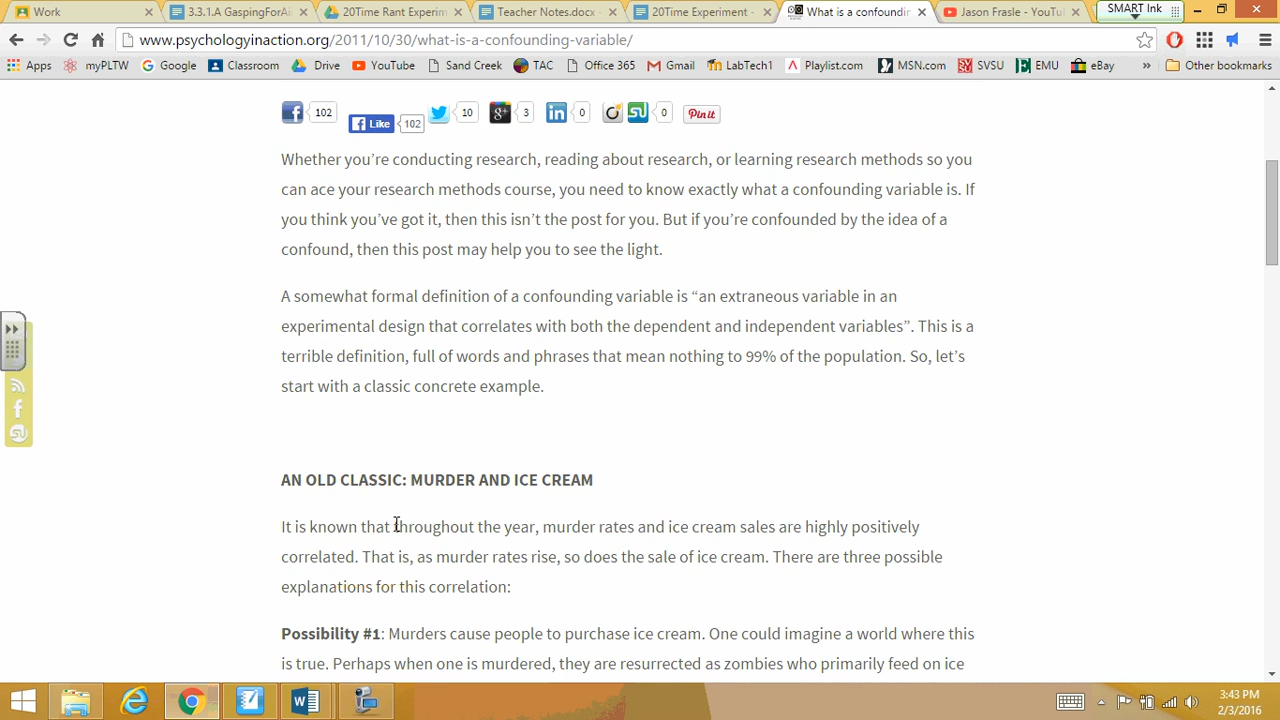 Work
3.3.1.A GaspingForAi
20Time Rant Experim
Teacher Notes.docx
20Time Experiment -
What is a confoundin
Jason Frasle - YouTu
SMART Ink
www.psychologyinaction.org/2011/10/30/what-is-a-confounding-variable/
Apps
myPLTW
Google
Classroom
Drive
YouTube
Sand Creek
TAC
Office 365
Gmail
LabTech1
Playlist.com
MSN.com
SVSU
EMU
eBay
»
Other bookmarks
102
Like
102
10
3
0
0
Pin it
Whether you’re conducting research, reading about research, or learning research methods so you
can ace your research methods course, you need to know exactly what a confounding variable is. If
you think you’ve got it, then this isn’t the post for you. But if you’re confounded by the idea of a
confound, then this post may help you to see the light.
A somewhat formal definition of a confounding variable is “an extraneous variable in an
experimental design that correlates with both the dependent and independent variables”. This is a
terrible definition, full of words and phrases that mean nothing to 99% of the population. So, let’s
start with a classic concrete example.
AN OLD CLASSIC: MURDER AND ICE CREAM
It is known that throughout the year, murder rates and ice cream sales are highly positively
correlated. That is, as murder rates rise, so does the sale of ice cream. There are three possible
explanations for this correlation:
Possibility #1: Murders cause people to purchase ice cream. One could imagine a world where this
is true. Perhaps when one is murdered, they are resurrected as zombies who primarily feed on ice
3:43 PM
2/3/2016